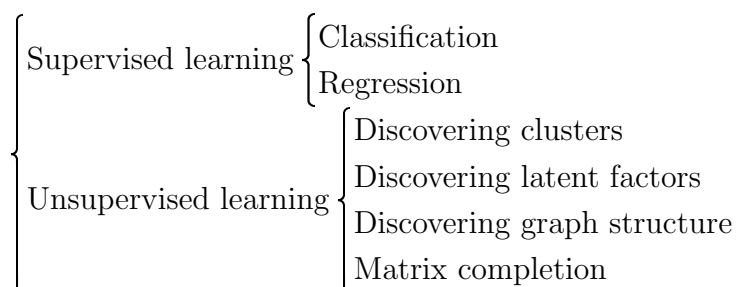 Supervised learning
Classification
Regression
Unsupervised learning
Discovering clusters
Discovering latent factors
Discovering graph structure
Matrix completion